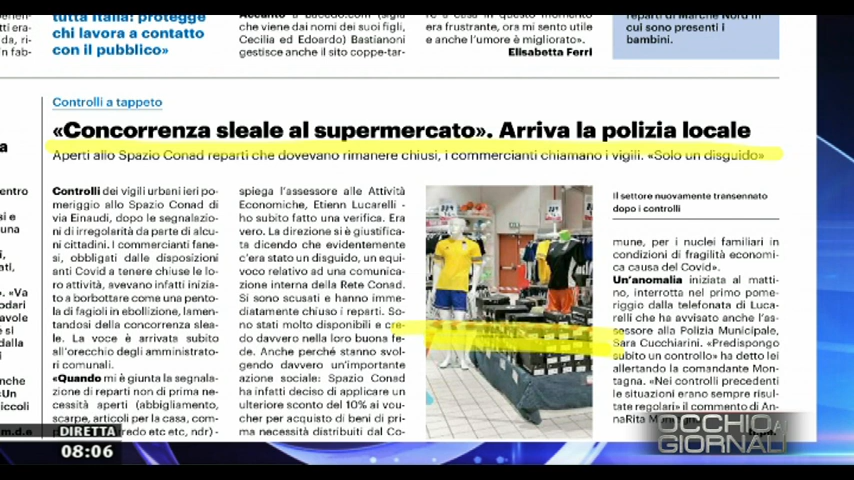 tutta Italia: protegge
chi lavora a contatto
con il pubblico»
che viene dai nomi dei suoi figli,
Cecilia ed Edoardo) Bastianoni
gestisce anche il sito coppe-tar-
era frustrante, ora mi sento utile
e anche l'umore è migliorato».
Elisabetta Ferri
reparti di Marche Nord in
cui sono presenti i
bambini.
Controlli a tappeto
«Concorrenza sleale al supermercato». Arriva la polizia locale
Aperti allo Spazio Conad reparti che dovevano rimanere chiusi, i commercianti chiamano i vigili. «Solo un disguido»
Controlli dei vigili urbani ieri po-
meriggio allo Spazio Conad di
via Einaudi, dopo le segnalazio-
ni di irregolarità da parte di alcu-
ni cittadini. I commercianti fane-
si, obbligati dalle disposizioni
anti Covid a tenere chiuse le lo-
ro attività, avevano infatti inizia-
to a borbottare come una pento-
la di fagioli in ebollizione, lamen-
tandosi della concorrenza slea-
le. La voce è arrivata subito
all'orecchio degli amministrato-
ri comunali.
«Quando mi è giunta la segnala-
zione di reparti non di prima ne-
cessità aperti (abbigliamento,
scarpe, articoli per la casa, com-
redo etc etc, ndr) -
spiega l'assessore alle Attività
Economiche, Etienn Lucarelli -
ho subito fatto una verifica. Era
vero. La direzione si è giustifica-
ta dicendo che evidentemente
c'era stato un disguido, un equi-
voco relativo ad una comunica-
zione interna della Rete Conad.
Si sono scusati e hanno imme-
diatamente chiuso i reparti. So-
no stati molto disponibili e cre-
do davvero nella loro buona fe-
de. Anche perché stanno svol-
gendo davvero un'importante
azione sociale: Spazio Conad
ha infatti deciso di applicare un
ulteriore sconto del 10% ai vou-
cher per acquisto di beni di pri-
ma necessità distribuiti dal Co-
Il settore nuovamente transennato
dopo i controlli
mune, per i nuclei familiari in
condizioni di fragilità economi-
ca causa del Covid».
Un'anomalia iniziata al matti-
no, interrotta nel primo pome-
riggio dalla telefonata di Luca-
relli che ha avvisato anche l'as-
sessore alla Polizia Municipale,
Sara Cucchiarini. «Predispongo
subito un controllo» ha detto lei
allertando la comandante Mon-
tagna. «Nei controlli precedenti
le situazioni erano sempre risul-
tate regolari» il commento di An-
naRita
DIRETTA
08:06
OCCHIO AI
GIORNALI